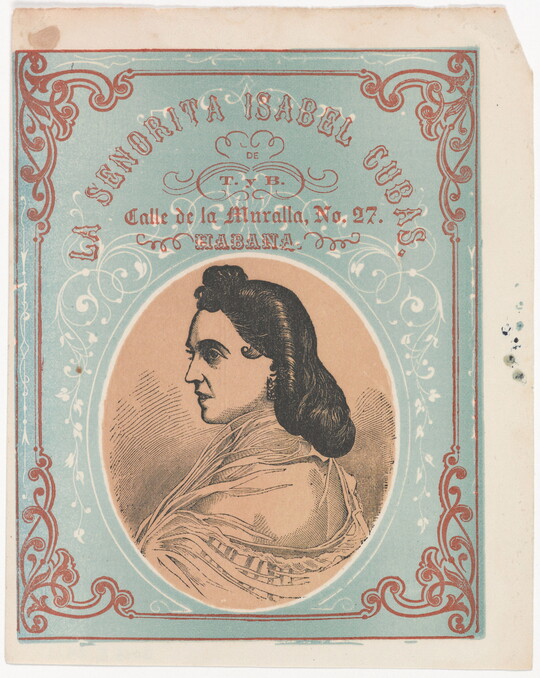 LA SENORITA ISABEL CUBAS.
DE
T. y B.
Calle de la Muralla, No. 27.
HABANA.